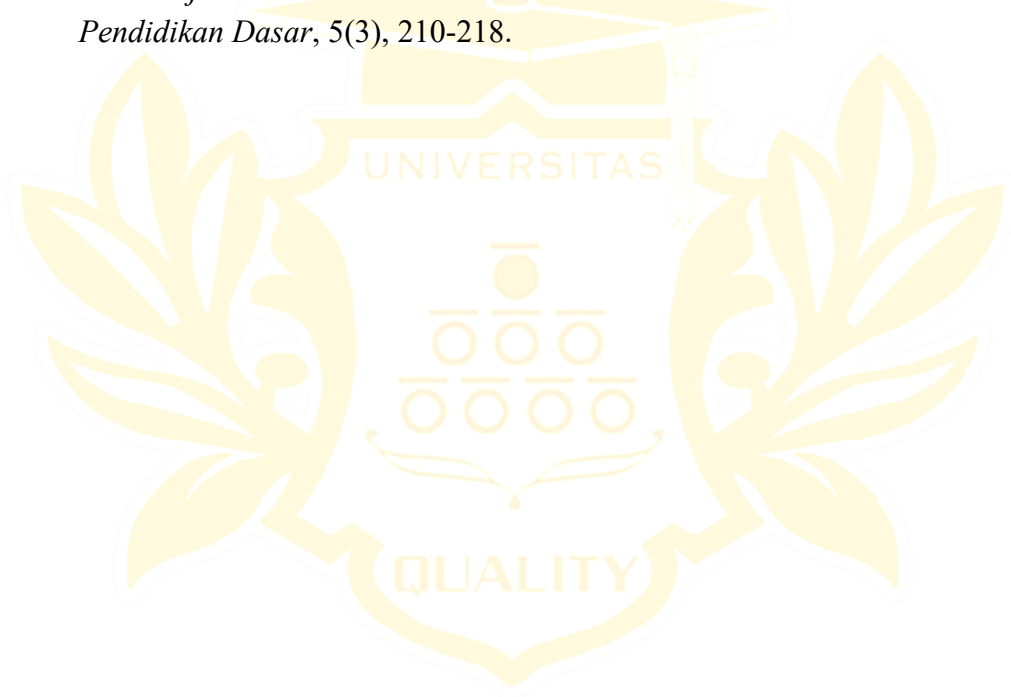 Pendidikan Dasar, 5(3), 210-218.
UNIVERSITAS
QUALITY